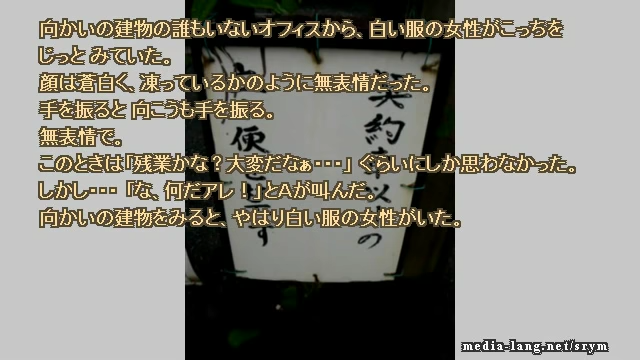 向かいの建物の誰もいないオフィスから、白い服の女性がこっちを
じっと みていた。
顔は蒼白く、凍っているかのように無表情だった。
手を振ると 向こうも手を振る。
無表情で。
このときは「残業かな？大変だなぁ・・・」 ぐらいにしか思わなかった。
しかし・・・ 「な、何だアレ！」とAが叫んだ。
向かいの建物をみると、やはり白い服の女性がいた。
契約
の
便
す
media-lang.net/srym